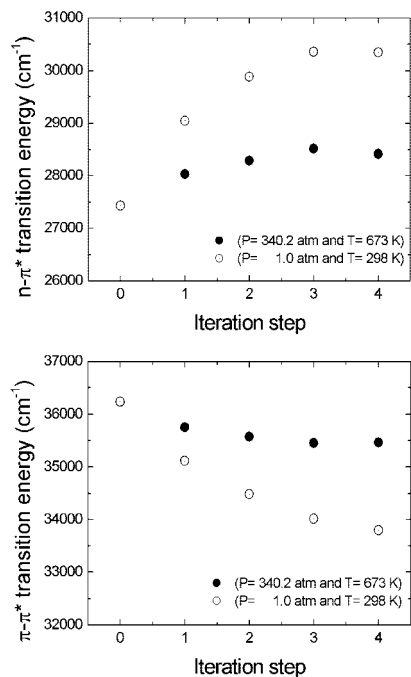 31000
30000
29000
28000
27000
26000
n-π* transition energy (cm⁻¹)
(P= 340.2 atm and T= 673 K)
(P= 1.0 atm and T= 298 K)
0 1 2 3 4
Iteration step
37000
36000
35000
34000
33000
32000
π-π* transition energy (cm⁻¹)
(P= 340.2 atm and T= 673 K)
(P= 1.0 atm and T= 298 K)
0 1 2 3 4
Iteration step